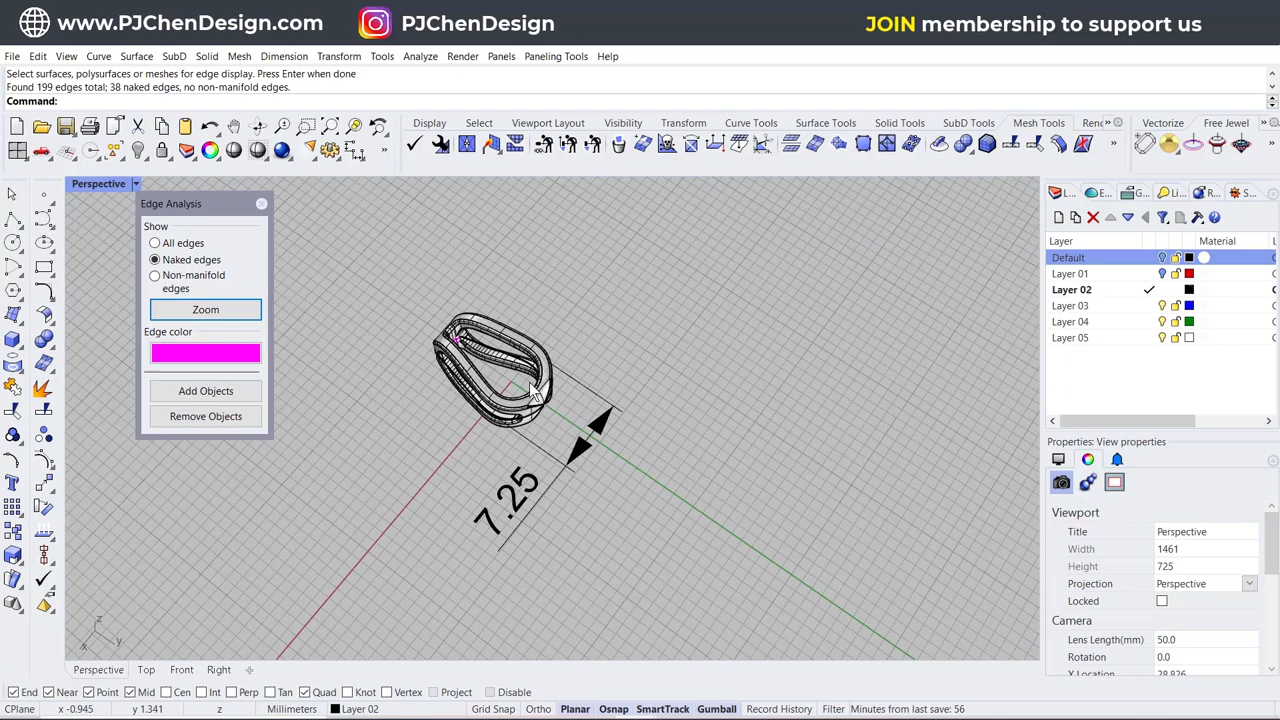 www.PJChenDesign.com PJChenDesign JOIN membership to support us
File Edit View Curve Surface SubD Solid Mesh Dimension Transform Tools Analyze Render Panels Paneling Tools Help
Select surfaces, polysurfaces or meshes for edge display. Press Enter when done
Found 199 edges total; 38 naked edges, no non-manifold edges.
Command:
Display Select Viewport Layout Visibility Transform Curve Tools Surface Tools Solid Tools SubD Tools Mesh Tools Vectorize Free Jewel
Perspective
Edge Analysis
Show
All edges
Naked edges
Non-manifold
edges
Zoom
Edge color
Add Objects
Remove Objects
7.25
z
y
x
L... E... G... Li... R... S...
Layer Material
Default
Layer 01
Layer 02
Layer 03
Layer 04
Layer 05
Properties: View properties
Viewport
Title Perspective
Width 1461
Height 725
Projection Perspective
Locked
Camera
Lens Length(mm) 50.0
Rotation 0.0
X Location 28.826
Perspective Top Front Right
End Near Point Mid Cen Int Perp Tan Quad Knot Vertex Project Disable
CPlane x -0.945 y 1.341 z Millimeters Layer 02 Grid Snap Ortho Planar Osnap SmartTrack Gumball Record History Filter Minutes from last save: 56